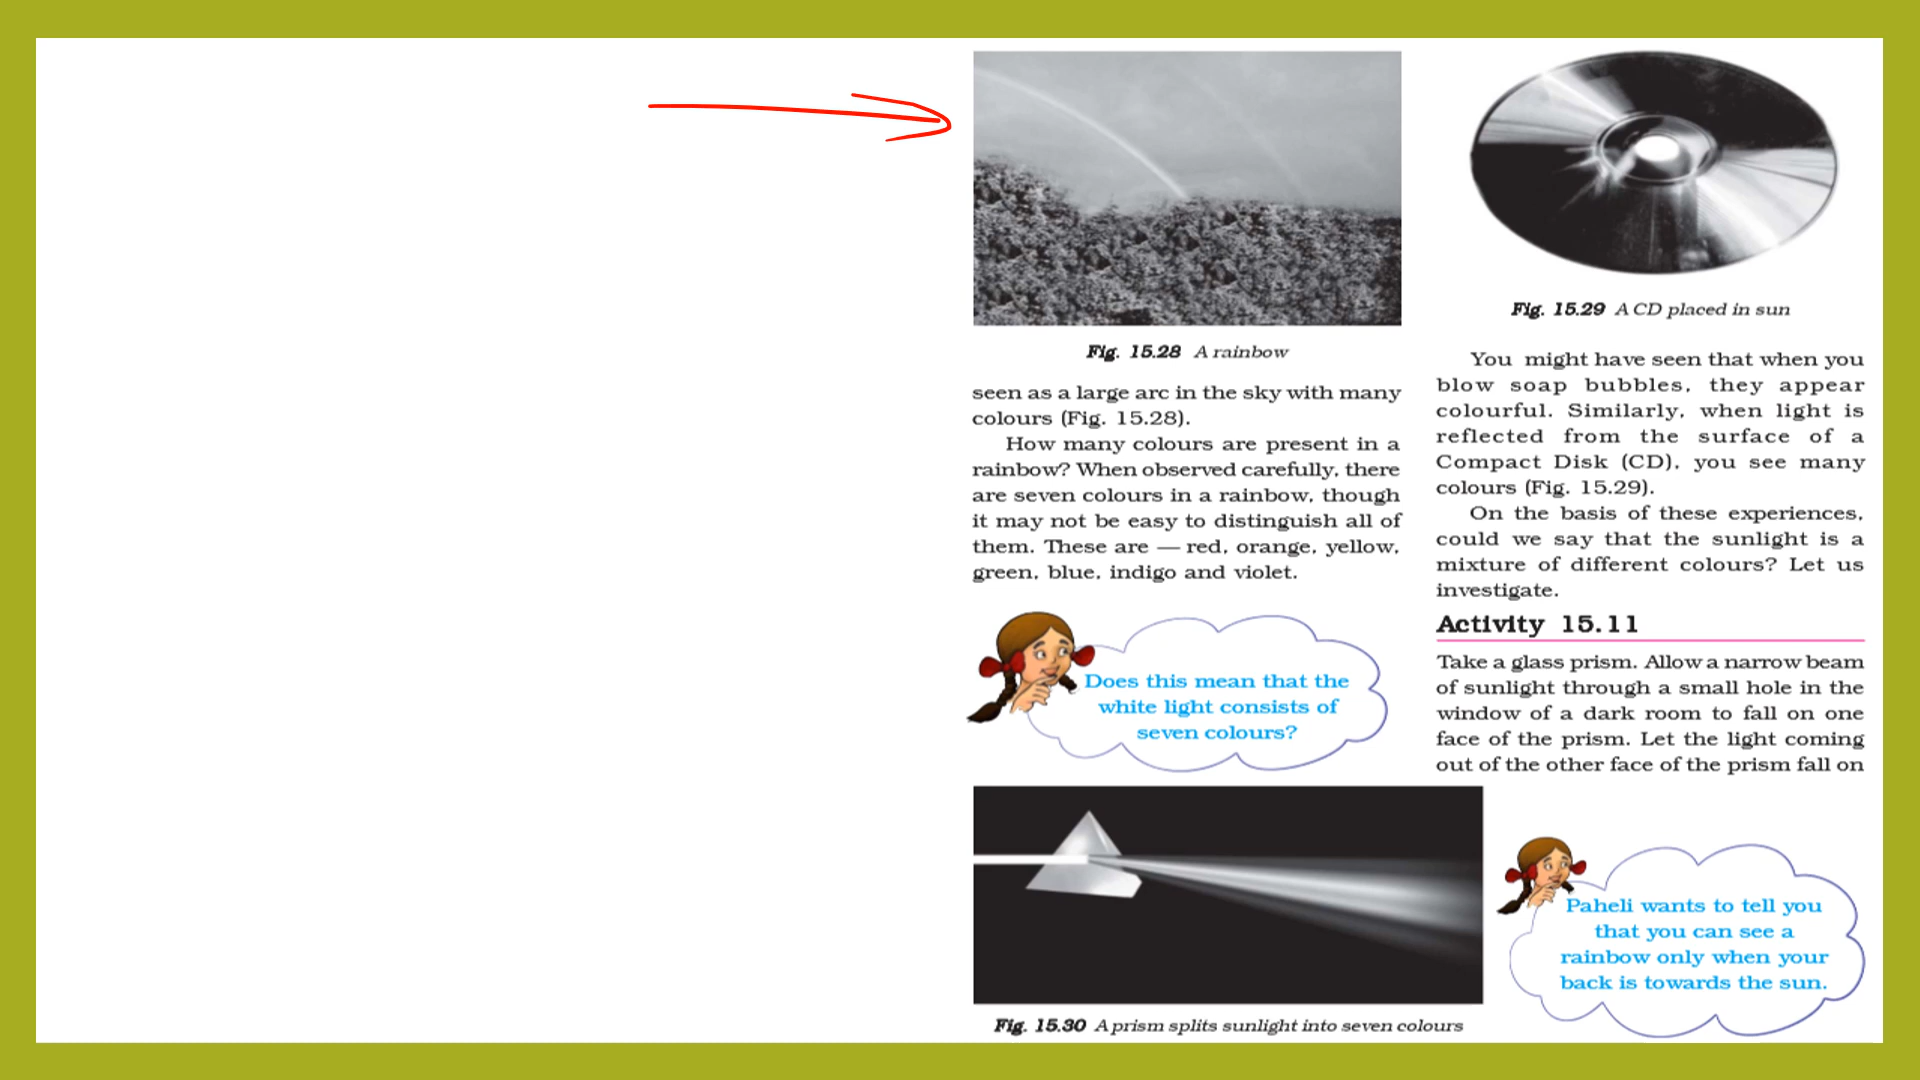 Fig. 15.28 A rainbow
seen as a large arc in the sky with many
colours (Fig. 15.28).
How many colours are present in a
rainbow? When observed carefully, there
are seven colours in a rainbow, though
it may not be easy to distinguish all of
them. These are — red, orange, yellow,
green, blue, indigo and violet.
Does this mean that the
white light consists of
seven colours?
Fig. 15.29 A CD placed in sun
You might have seen that when you
blow soap bubbles, they appear
colourful. Similarly, when light is
reflected from the surface of a
Compact Disk (CD), you see many
colours (Fig. 15.29).
On the basis of these experiences,
could we say that the sunlight is a
mixture of different colours? Let us
investigate.
Activity 15.11
Take a glass prism. Allow a narrow beam
of sunlight through a small hole in the
window of a dark room to fall on one
face of the prism. Let the light coming
out of the other face of the prism fall on
Fig. 15.30 A prism splits sunlight into seven colours
Paheli wants to tell you
that you can see a
rainbow only when your
back is towards the sun.